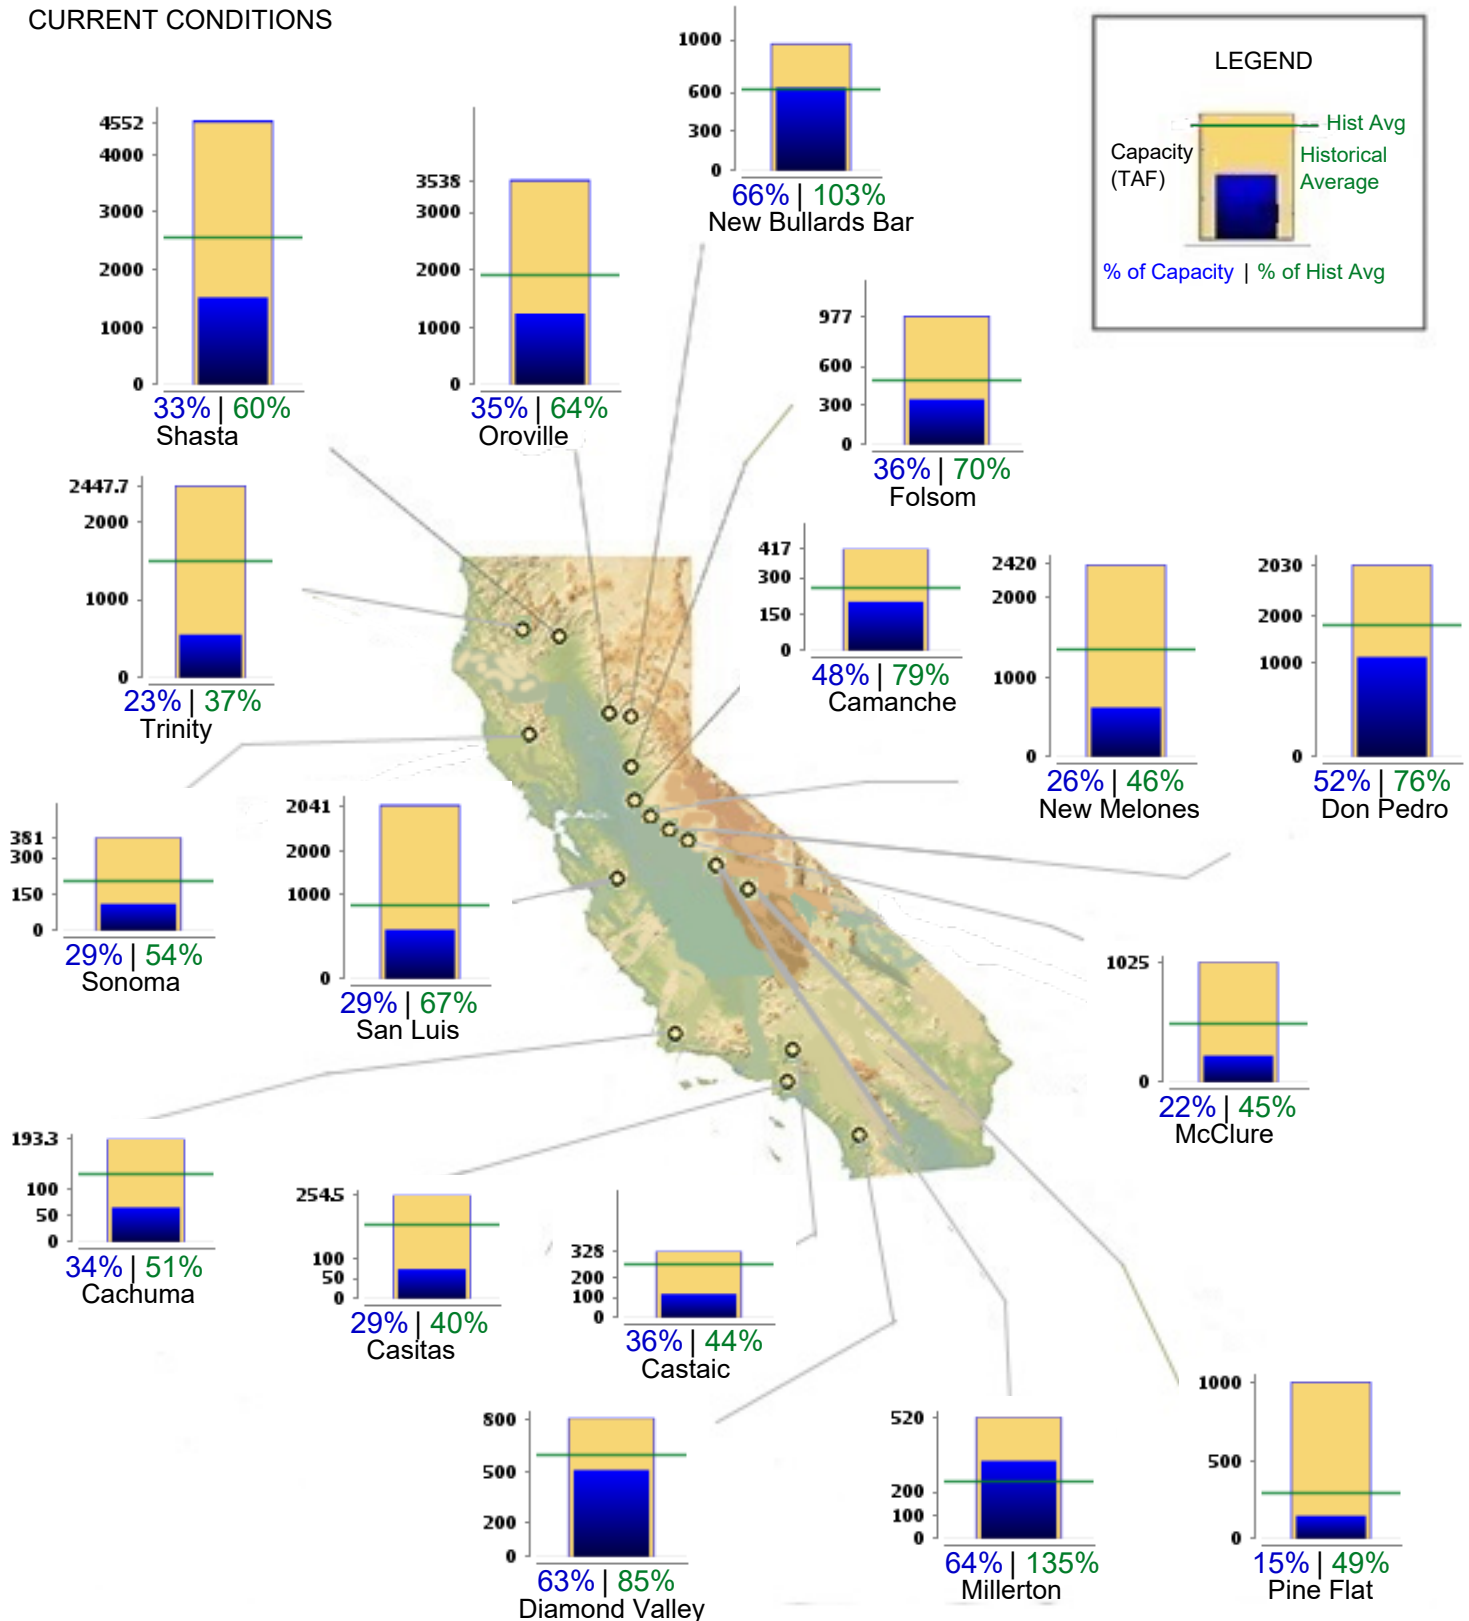 CURRENT CONDITIONS
LEGEND
Hist Avg
Capacity
(TAF)
Historical
Average
% of Capacity | % of Hist Avg
1000
600
300
0
66% | 103%
New Bullards Bar
4552
4000
3000
2000
1000
0
33% | 60%
Shasta
3538
3000
2000
1000
0
35% | 64%
Oroville
977
600
300
0
36% | 70%
Folsom
2447.7
2000
1000
0
23% | 37%
Trinity
417
300
150
0
48% | 79%
Camanche
2420
2000
1000
0
26% | 46%
New Melones
2030
2000
1000
0
52% | 76%
Don Pedro
381
300
150
0
29% | 54%
Sonoma
2041
2000
1000
0
29% | 67%
San Luis
1025
0
22% | 45%
McClure
193.3
100
50
0
34% | 51%
Cachuma
254.5
100
50
0
29% | 40%
Casitas
328
200
100
0
36% | 44%
Castaic
800
500
200
0
63% | 85%
Diamond Valley
520
200
100
0
64% | 135%
Millerton
1000
500
0
15% | 49%
Pine Flat